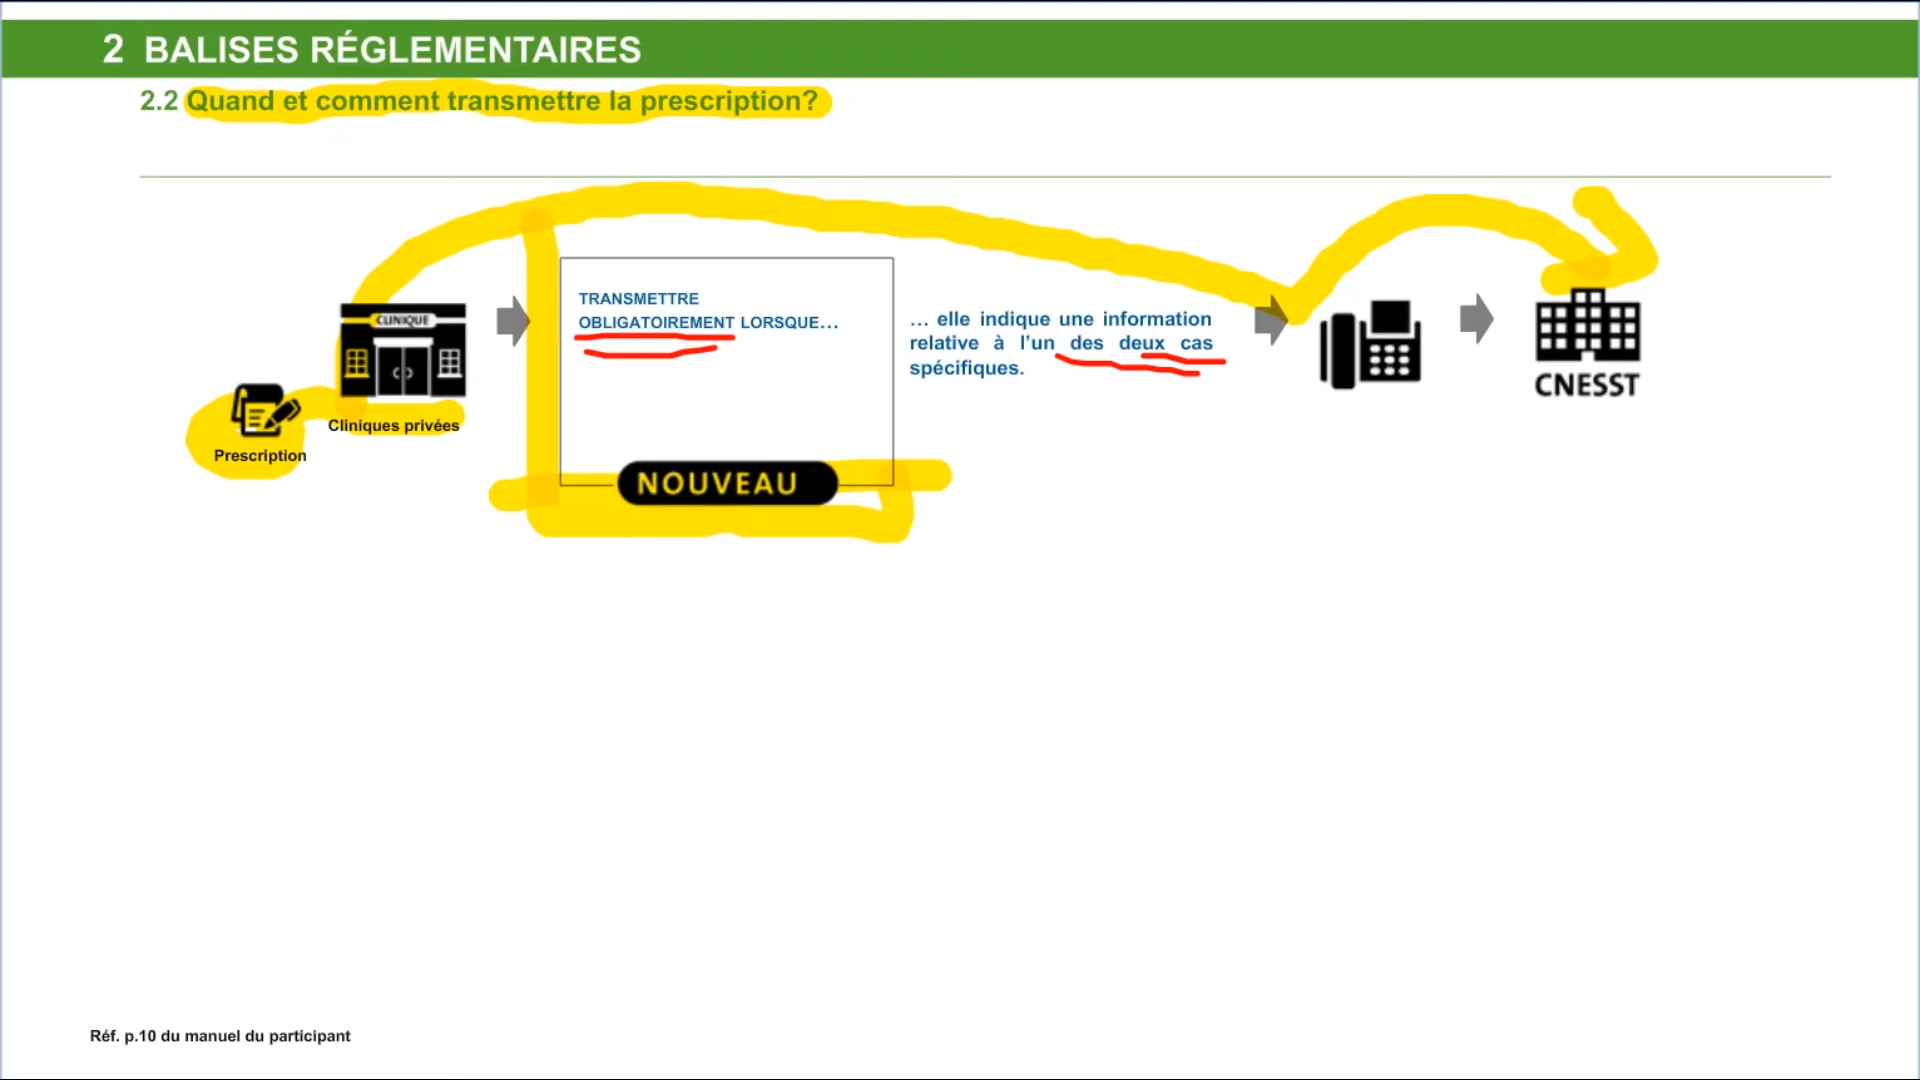 2 BALISES RÉGLEMENTAIRES
2.2 Quand et comment transmettre la prescription?
CLINIQUE
Cliniques privées
Prescription
TRANSMETTRE
OBLIGATOIREMENT LORSQUE…
NOUVEAU
… elle indique une information
relative à l’un des deux cas
spécifiques.
CNESST
Réf. p.10 du manuel du participant